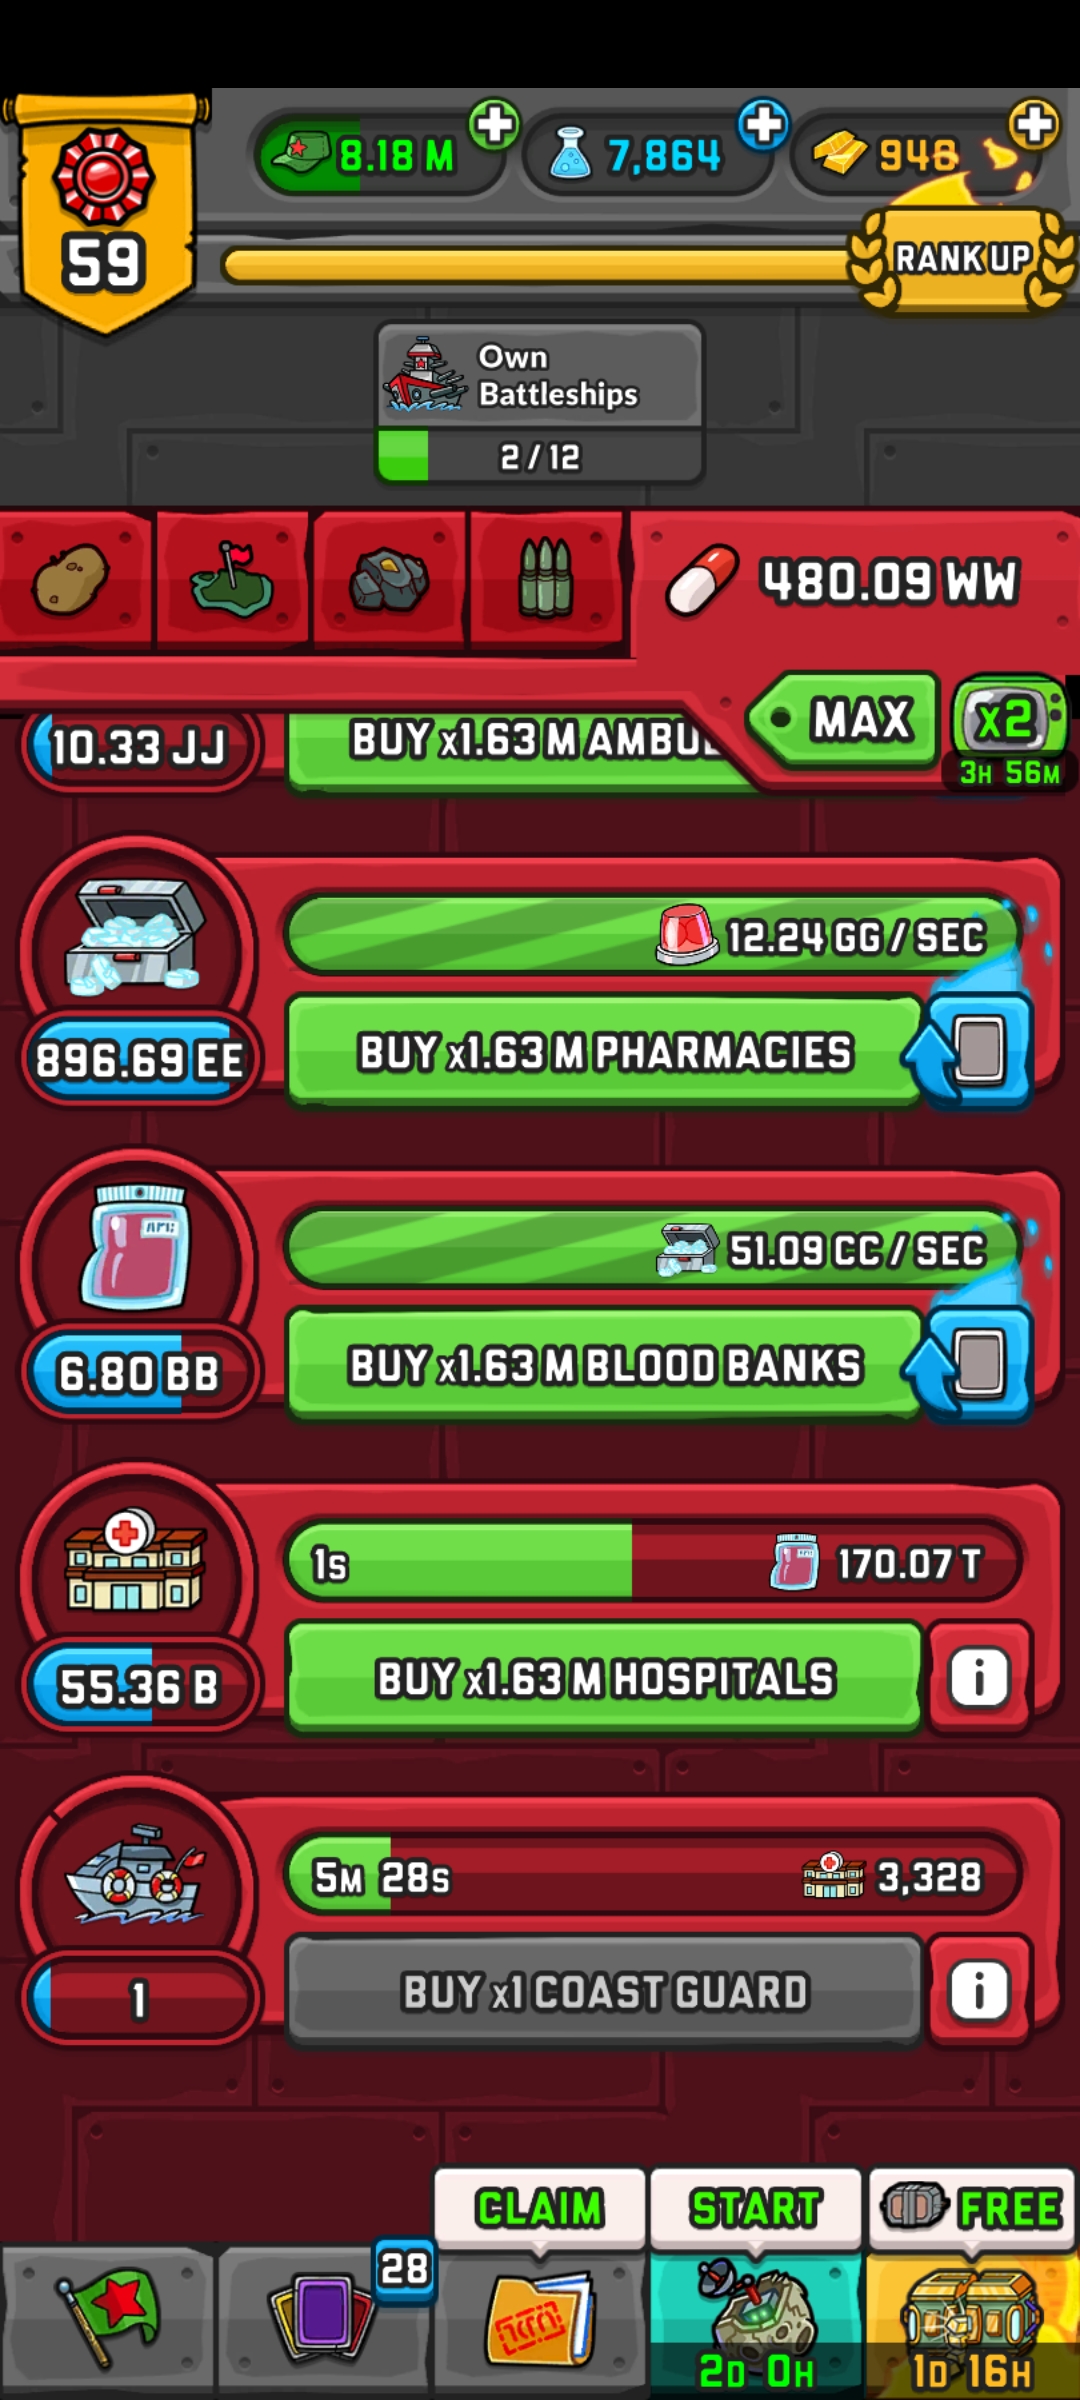 8.18 M
7,864
948
59
RANK UP
Own
Battleships
2 / 12
480.09 WW
MAX
x2
3H 56M
10.33 JJ
BUY x1.63 M AMBUL
12.24 GG / SEC
896.69 EE
BUY x1.63 M PHARMACIES
51.09 CC / SEC
6.80 BB
BUY x1.63 M BLOOD BANKS
1S
170.07 T
55.36 B
BUY x1.63 M HOSPITALS
i
5M 28S
3,328
1
BUY x1 COAST GUARD
i
CLAIM
START
FREE
28
2D 0H
1D 16H